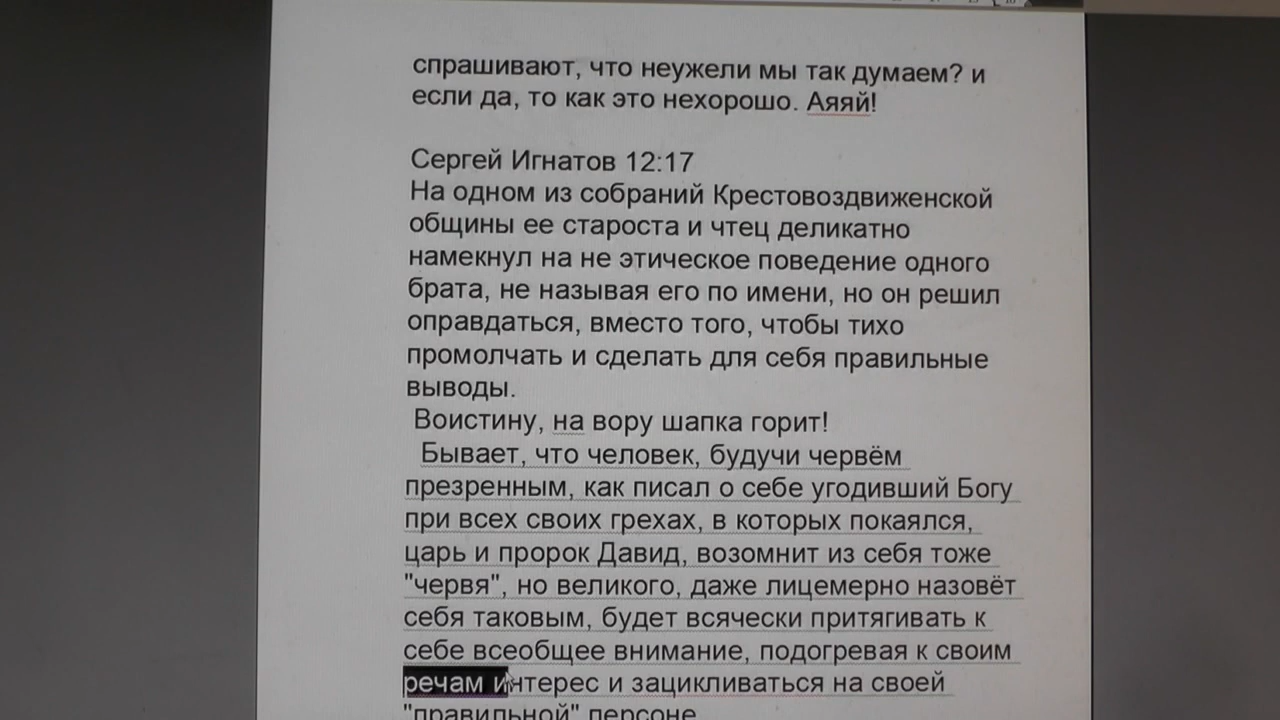 спрашивают, что неужели мы так думаем? и
если да, то как это нехорошо. Аяяй!
Сергей Игнатов 12:17
На одном из собраний Крестовоздвиженской
общины ее староста и чтец деликатно
намекнул на не этическое поведение одного
брата, не называя его по имени, но он решил
оправдаться, вместо того, чтобы тихо
промолчать и сделать для себя правильные
выводы.
Воистину, на вору шапка горит!
Бывает, что человек, будучи червём
презренным, как писал о себе угодивший Богу
при всех своих грехах, в которых покаялся,
царь и пророк Давид, возомнит из себя тоже
"червя", но великого, даже лицемерно назовёт
себя таковым, будет всячески притягивать к
себе всеобщее внимание, подогревая к своим
речам интерес и зацикливаться на своей
"правильной" персоне